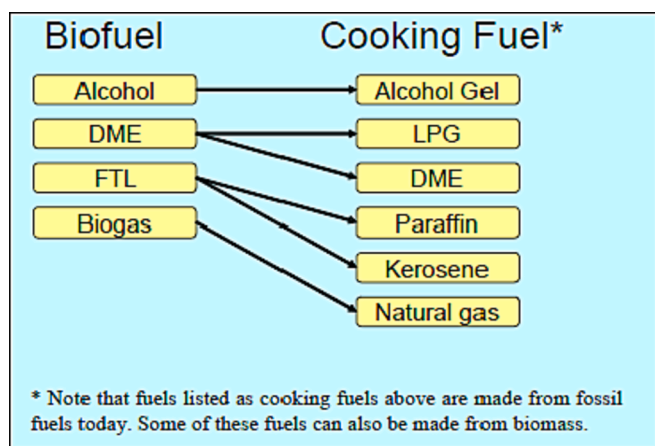 Biofuel Cooking Fuel*
Alcohol Alcohol Gel
DME LPG
FTL DME
Biogas Paraffin
Kerosene
Natural gas
* Note that fuels listed as cooking fuels above are made from fossil
fuels today. Some of these fuels can also be made from biomass.